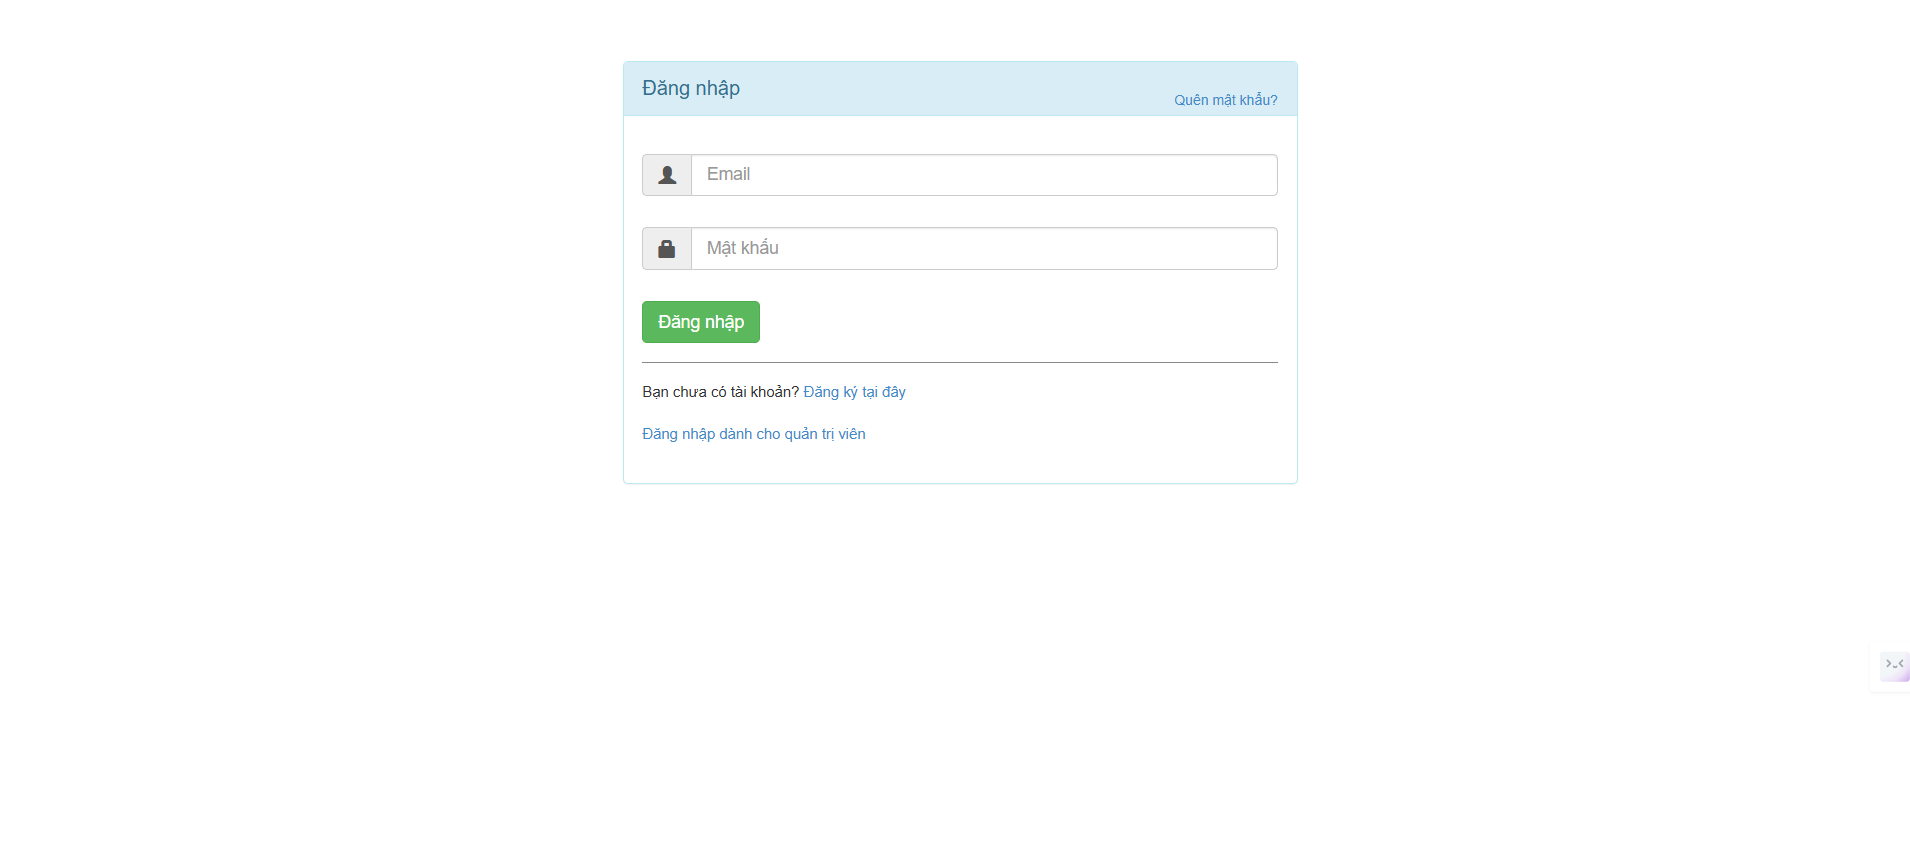 Đăng nhập
Quên mật khẩu?
Email
Mật khẩu
Đăng nhập
Bạn chưa có tài khoản? Đăng ký tại đây
Đăng nhập dành cho quản trị viên